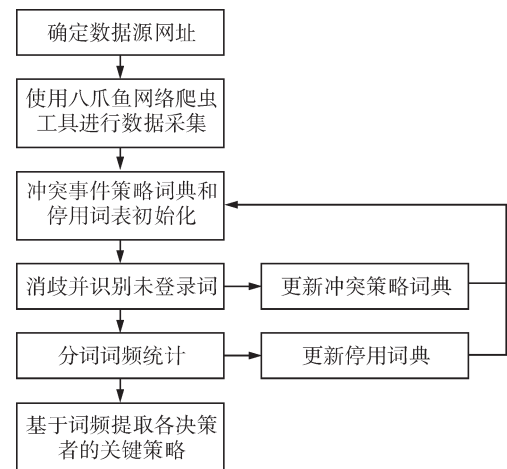 确定数据源网址
使用八爪鱼网络爬虫
工具进行数据采集
冲突事件策略词典和
停用词表初始化
消歧并识别未登录词
更新冲突策略词典
分词词频统计
更新停用词典
基于词频提取各决策
者的关键策略